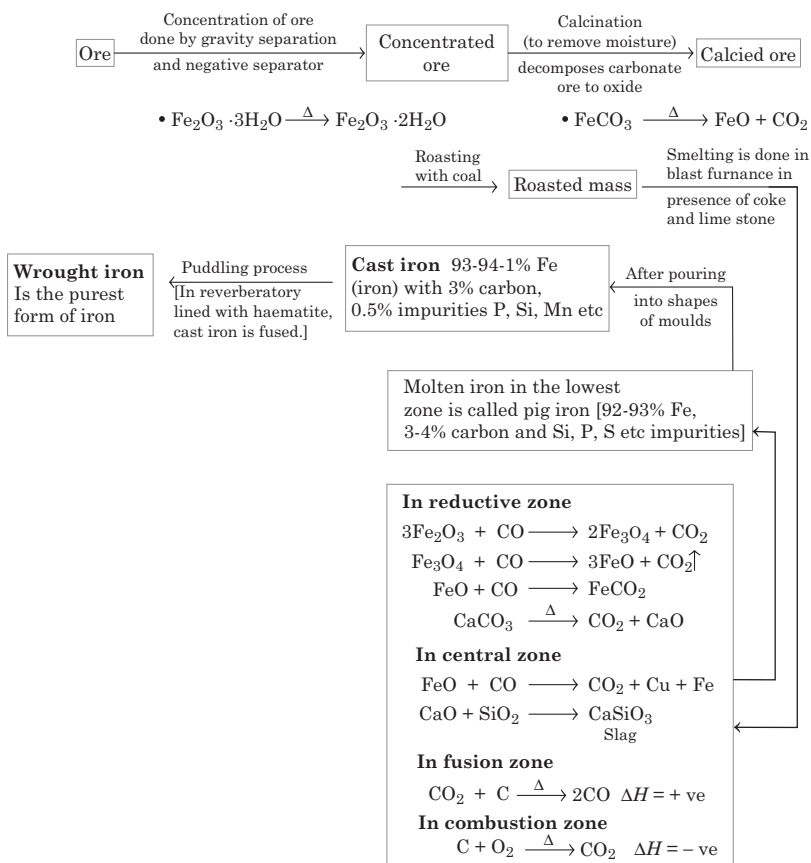 Ore
Concentration of ore
done by gravity separation
and negative separator
Concentrated
ore
Calcination
(to remove moisture)
decomposes carbonate
ore to oxide
Calcied ore
• Fe₂O₃ ·3H₂O —Δ→ Fe₂O₃ ·2H₂O
• FeCO₃ —Δ→ FeO + CO₂
Roasting
with coal
Roasted mass
Smelting is done in
blast furnance in
presence of coke
and lime stone
Wrought iron
Is the purest
form of iron
Puddling process
[In reverberatory
lined with haematite,
cast iron is fused.]
Cast iron 93-94-1% Fe
(iron) with 3% carbon,
0.5% impurities P, Si, Mn etc
After pouring
into shapes
of moulds
Molten iron in the lowest
zone is called pig iron [92-93% Fe,
3-4% carbon and Si, P, S etc impurities]
In reductive zone
3Fe₂O₃ + CO ⟶ 2Fe₃O₄ + CO₂
Fe₃O₄ + CO ⟶ 3FeO + CO₂↑
FeO + CO ⟶ FeCO₂
CaCO₃ —Δ→ CO₂ + CaO
In central zone
FeO + CO ⟶ CO₂ + Cu + Fe
CaO + SiO₂ ⟶ CaSiO₃
Slag
In fusion zone
CO₂ + C —Δ→ 2CO ΔH = + ve
In combustion zone
C + O₂ —Δ→ CO₂ ΔH = – ve